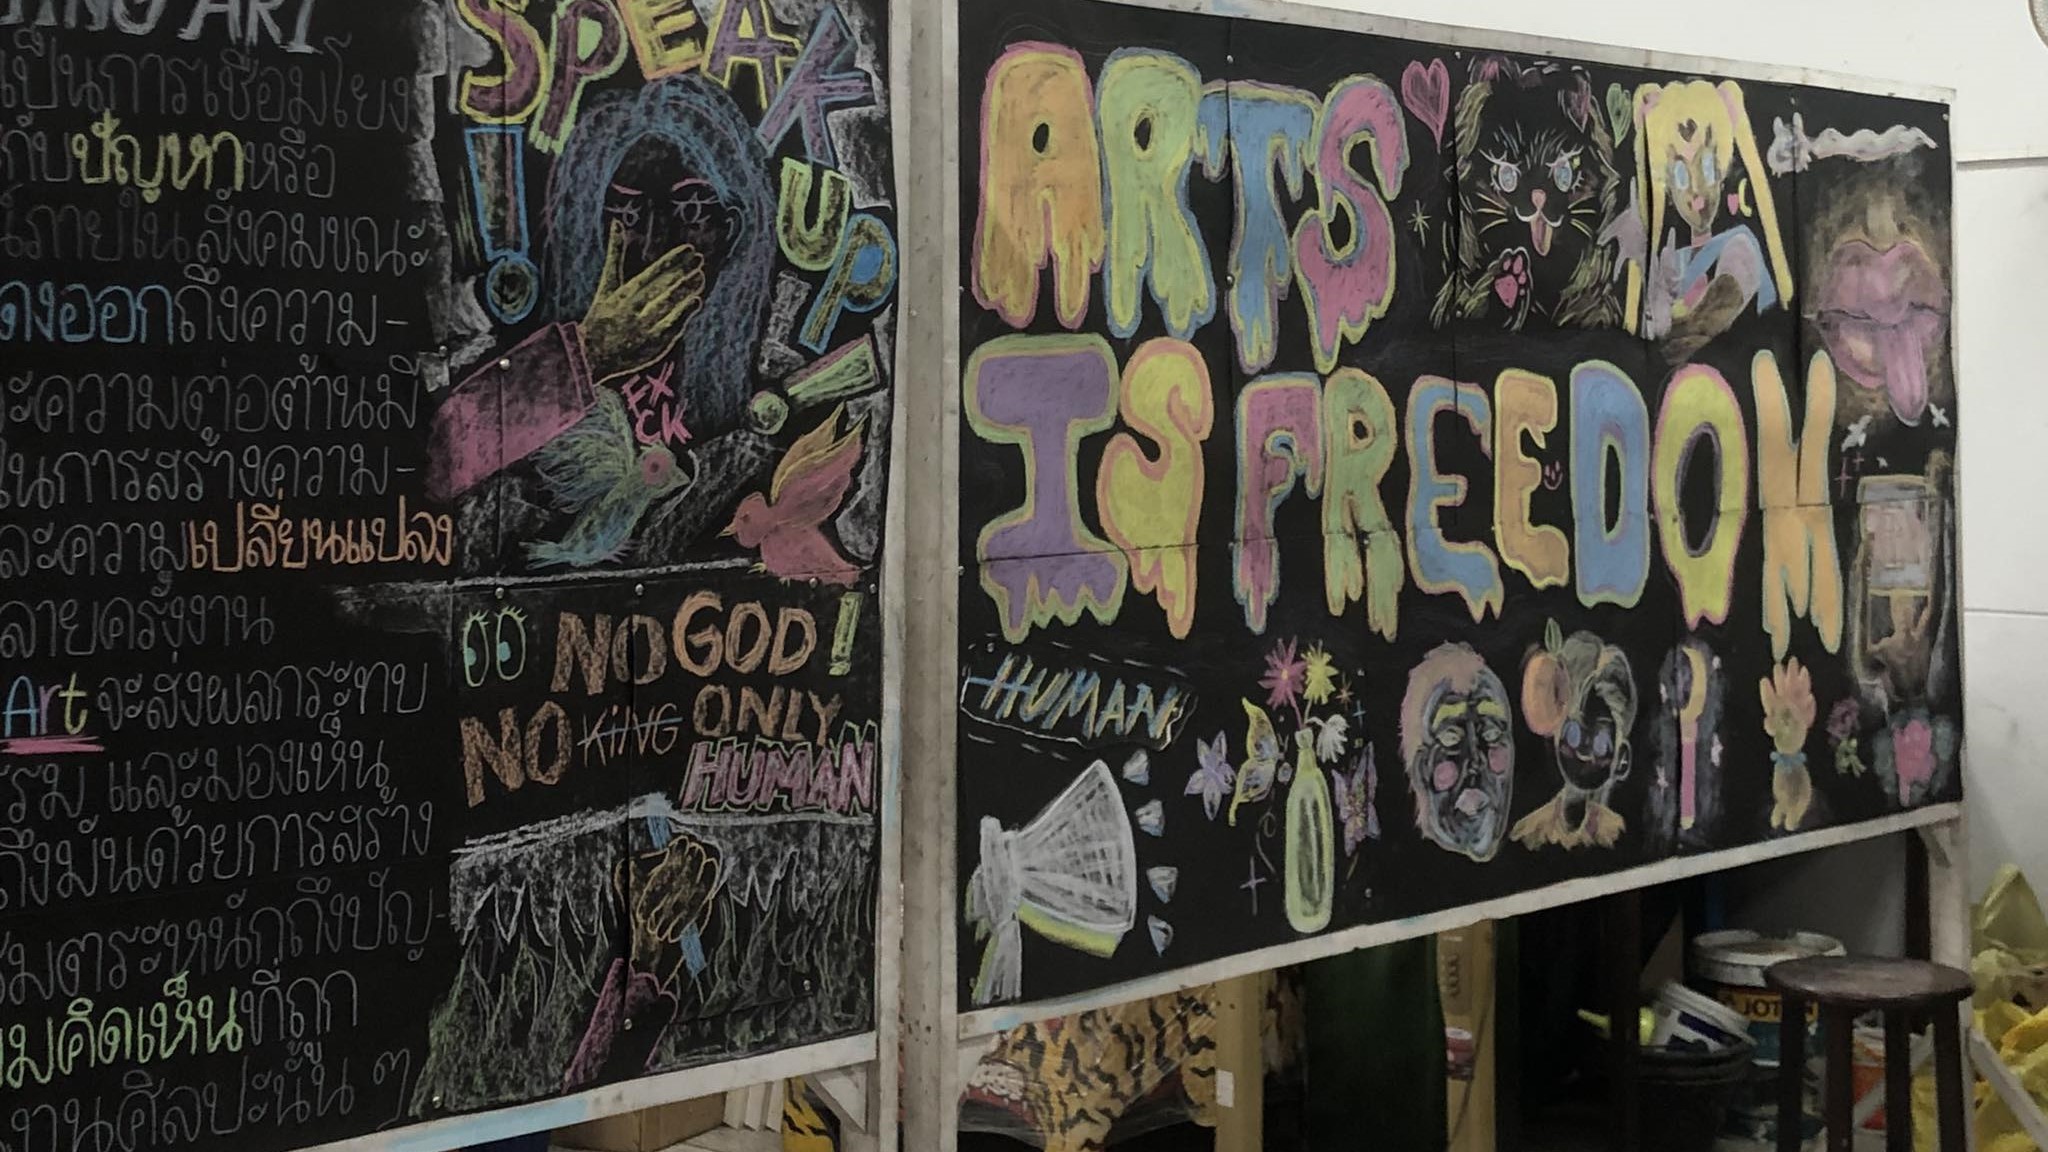 ART
เป็นการเชื่อมโยง
กับปัญหาหรือ
ภายในสังคมขณะ
ออกถึงความ-
ความต่อต้านมี
ในการสร้างความ-
ละความเปลี่ยนแปลง
ลายครั้งงาน
Art จะส่งผลกระทบ
และมองเห็น
ถึงมันด้วยการสร้าง
ตระหนักถึงปัญ-
คิดเห็นที่ถูก
งานศิลปะนั้น ๆ
SPEAK
UP
!
!
NO GOD!
NO KiNG ONLY
HUMAN
ARTS
IS FREEDOM
HUMAN
JOTUN